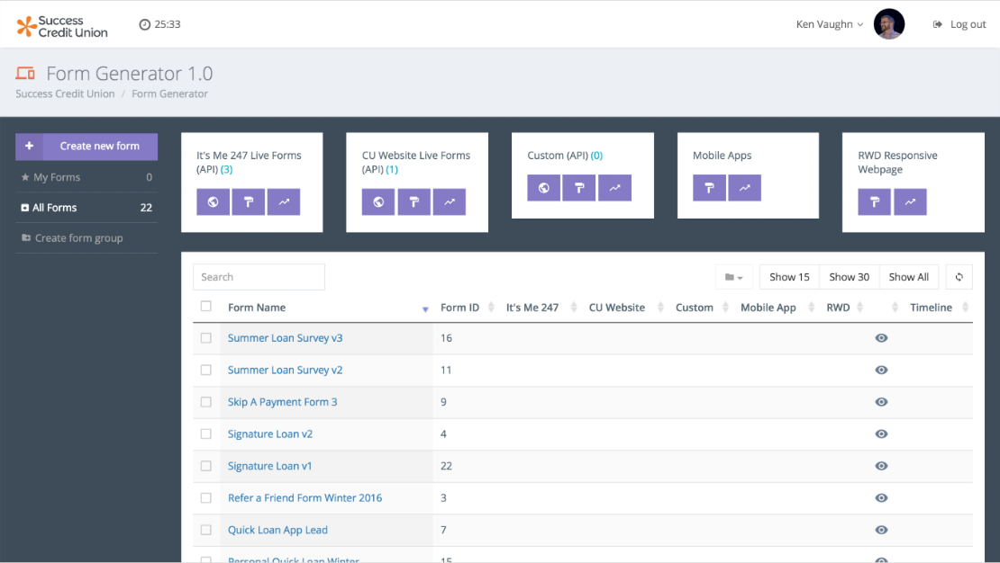 Success
Credit Union
25:33
Ken Vaughn
Log out
Form Generator 1.0
Success Credit Union / Form Generator
Create new form
My Forms 0
All Forms 22
Create form group
It's Me 247 Live Forms
(API) (3)
CU Website Live Forms
(API) (1)
Custom (API) (0)
Mobile Apps
RWD Responsive
Webpage
Search
Show 15 Show 30 Show All
Form Name Form ID It's Me 247 CU Website Custom Mobile App RWD Timeline
Summer Loan Survey v3 16
Summer Loan Survey v2 11
Skip A Payment Form 3 9
Signature Loan v2 4
Signature Loan v1 22
Refer a Friend Form Winter 2016 3
Quick Loan App Lead 7
Personal Quick Loan Winter 15